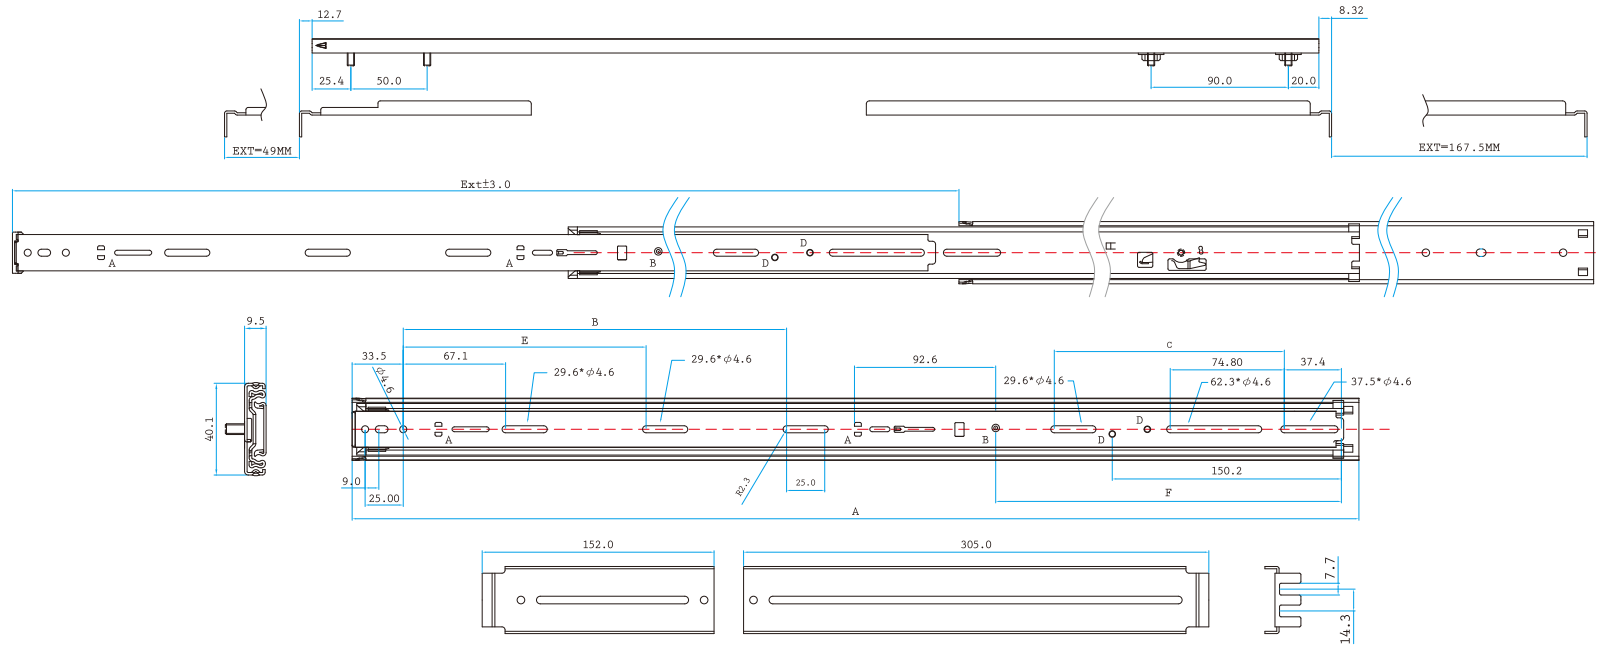 12.7
8.32
25.4
50.0
90.0
20.0
EXT=49MM
EXT=167.5MM
Ext±3.0
A
A
B
D
D
H
9.5
B
E
C
33.5
67.1
φ4.6
29.6*φ4.6
29.6*φ4.6
92.6
29.6*φ4.6
74.80
37.4
62.3*φ4.6
37.5*φ4.6
40.1
A
A
B
D
D
9.0
25.00
R2.3
25.0
150.2
F
A
152.0
305.0
7.7
14.3